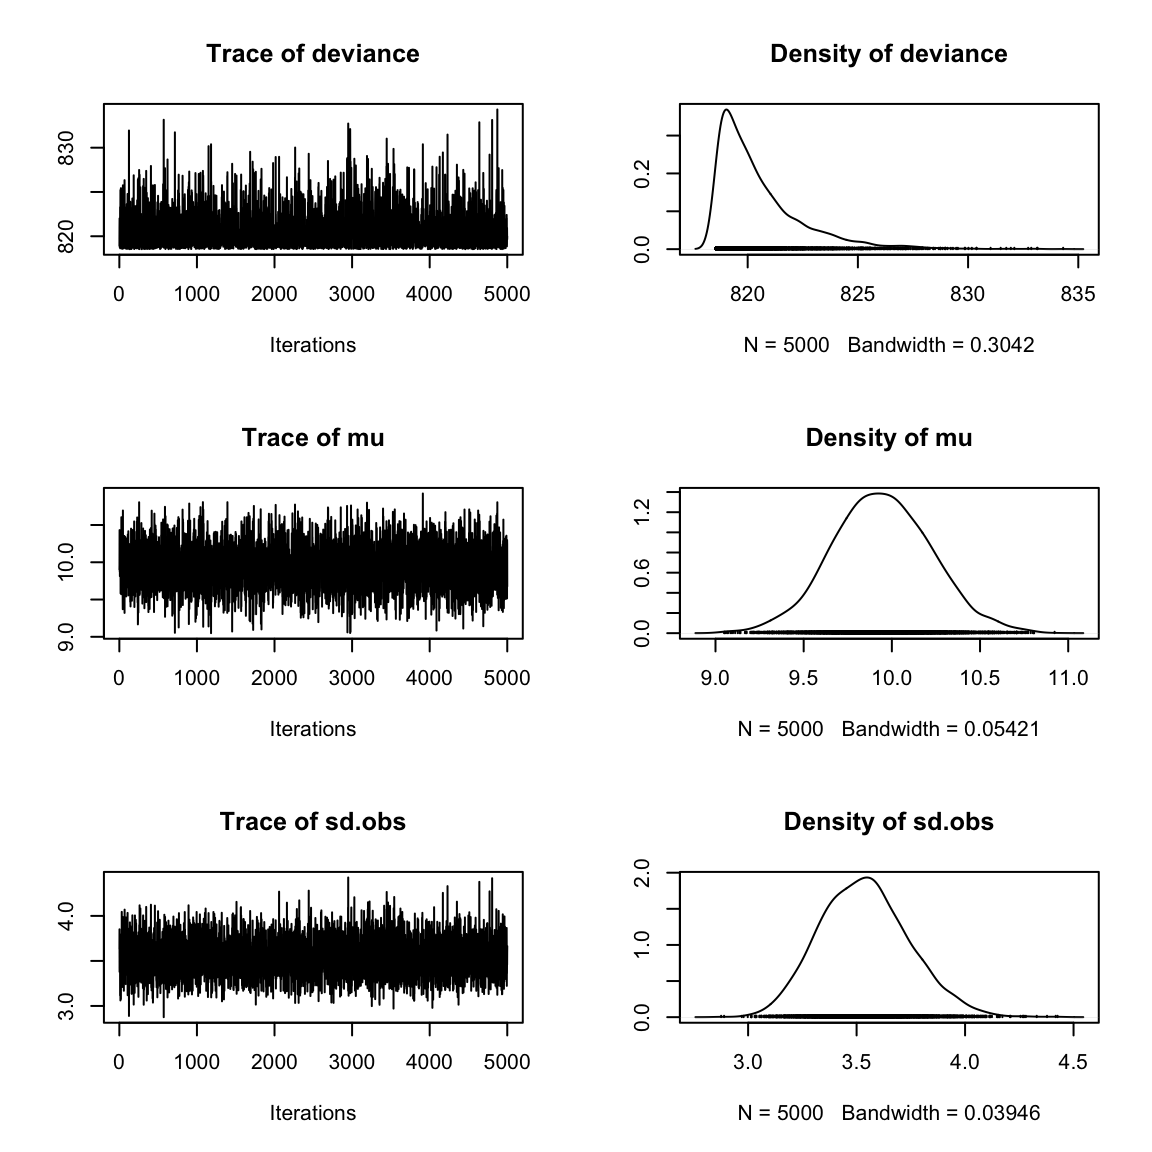 Trace of deviance
830
820
0 1000 2000 3000 4000 5000
Iterations
Density of deviance
0.2
0.0
820 825 830 835
N = 5000 Bandwidth = 0.3042
Trace of mu
10.0
9.0
0 1000 2000 3000 4000 5000
Iterations
Density of mu
1.2
0.6
0.0
9.0 9.5 10.0 10.5 11.0
N = 5000 Bandwidth = 0.05421
Trace of sd.obs
4.0
3.0
0 1000 2000 3000 4000 5000
Iterations
Density of sd.obs
2.0
1.0
0.0
3.0 3.5 4.0 4.5
N = 5000 Bandwidth = 0.03946